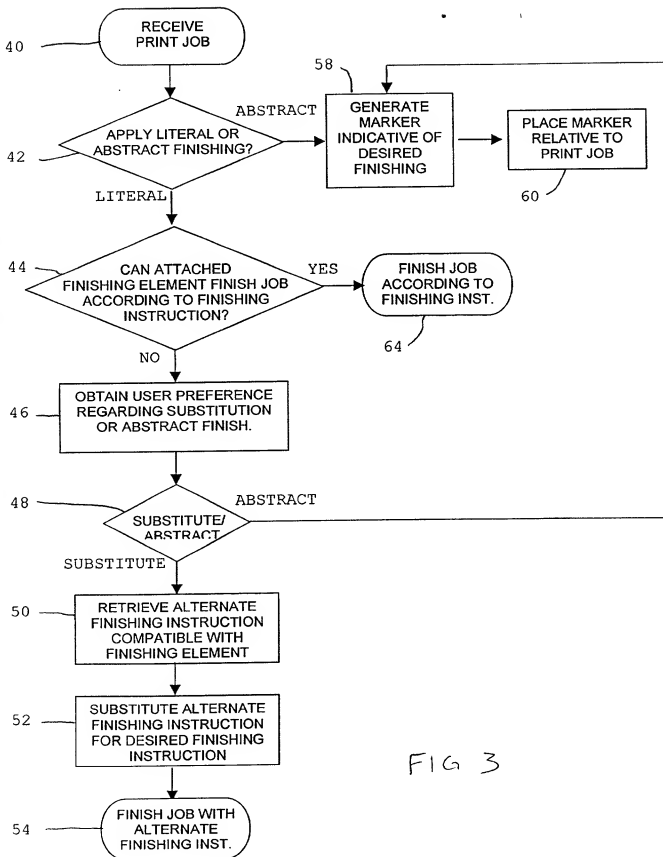 40
RECEIVE
PRINT JOB
42
APPLY LITERAL OR
ABSTRACT FINISHING?
ABSTRACT
58
GENERATE
MARKER
INDICATIVE OF
DESIRED
FINISHING
PLACE MARKER
RELATIVE TO
PRINT JOB
60
LITERAL
44
CAN ATTACHED
FINISHING ELEMENT FINISH JOB
ACCORDING TO FINISHING
INSTRUCTION?
YES
FINISH JOB
ACCORDING TO
FINISHING INST.
64
NO
46
OBTAIN USER PREFERENCE
REGARDING SUBSTITUTION
OR ABSTRACT FINISH.
48
SUBSTITUTE/
ABSTRACT
ABSTRACT
SUBSTITUTE
50
RETRIEVE ALTERNATE
FINISHING INSTRUCTION
COMPATIBLE WITH
FINISHING ELEMENT
52
SUBSTITUTE ALTERNATE
FINISHING INSTRUCTION
FOR DESIRED FINISHING
INSTRUCTION
54
FINISH JOB WITH
ALTERNATE
FINISHING INST.
FIG 3